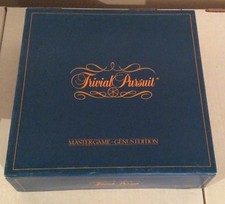 Trivial Pursuit
MASTER GAME - GENUS EDITION